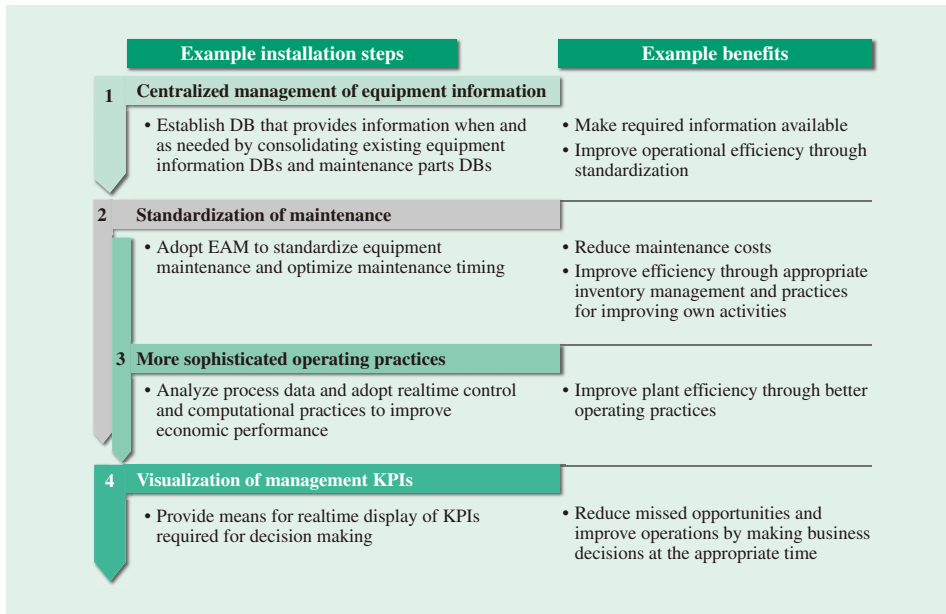 Example installation steps
Example benefits
1
Centralized management of equipment information
• Establish DB that provides information when and
as needed by consolidating existing equipment
information DBs and maintenance parts DBs
• Make required information available
• Improve operational efficiency through
standardization
2
Standardization of maintenance
• Adopt EAM to standardize equipment
maintenance and optimize maintenance timing
• Reduce maintenance costs
• Improve efficiency through appropriate
inventory management and practices
for improving own activities
3
More sophisticated operating practices
• Analyze process data and adopt realtime control
and computational practices to improve
economic performance
• Improve plant efficiency through better
operating practices
4
Visualization of management KPIs
• Provide means for realtime display of KPIs
required for decision making
• Reduce missed opportunities and
improve operations by making business
decisions at the appropriate time